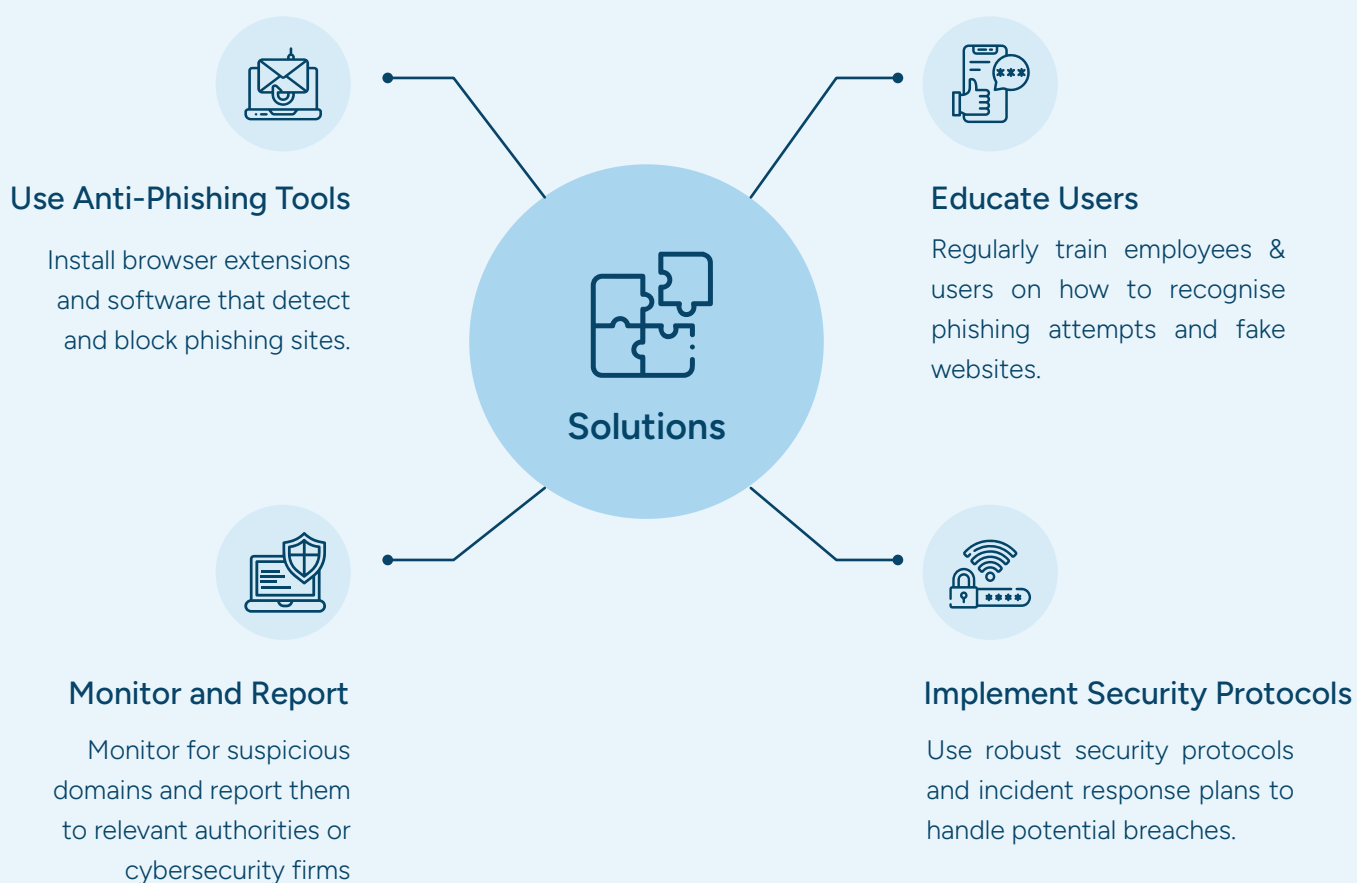 Use Anti-Phishing Tools
Install browser extensions
and software that detect
and block phishing sites.
Educate Users
Regularly train employees &
users on how to recognise
phishing attempts and fake
websites.
Solutions
Monitor and Report
Monitor for suspicious
domains and report them
to relevant authorities or
cybersecurity firms
Implement Security Protocols
Use robust security protocols
and incident response plans to
handle potential breaches.